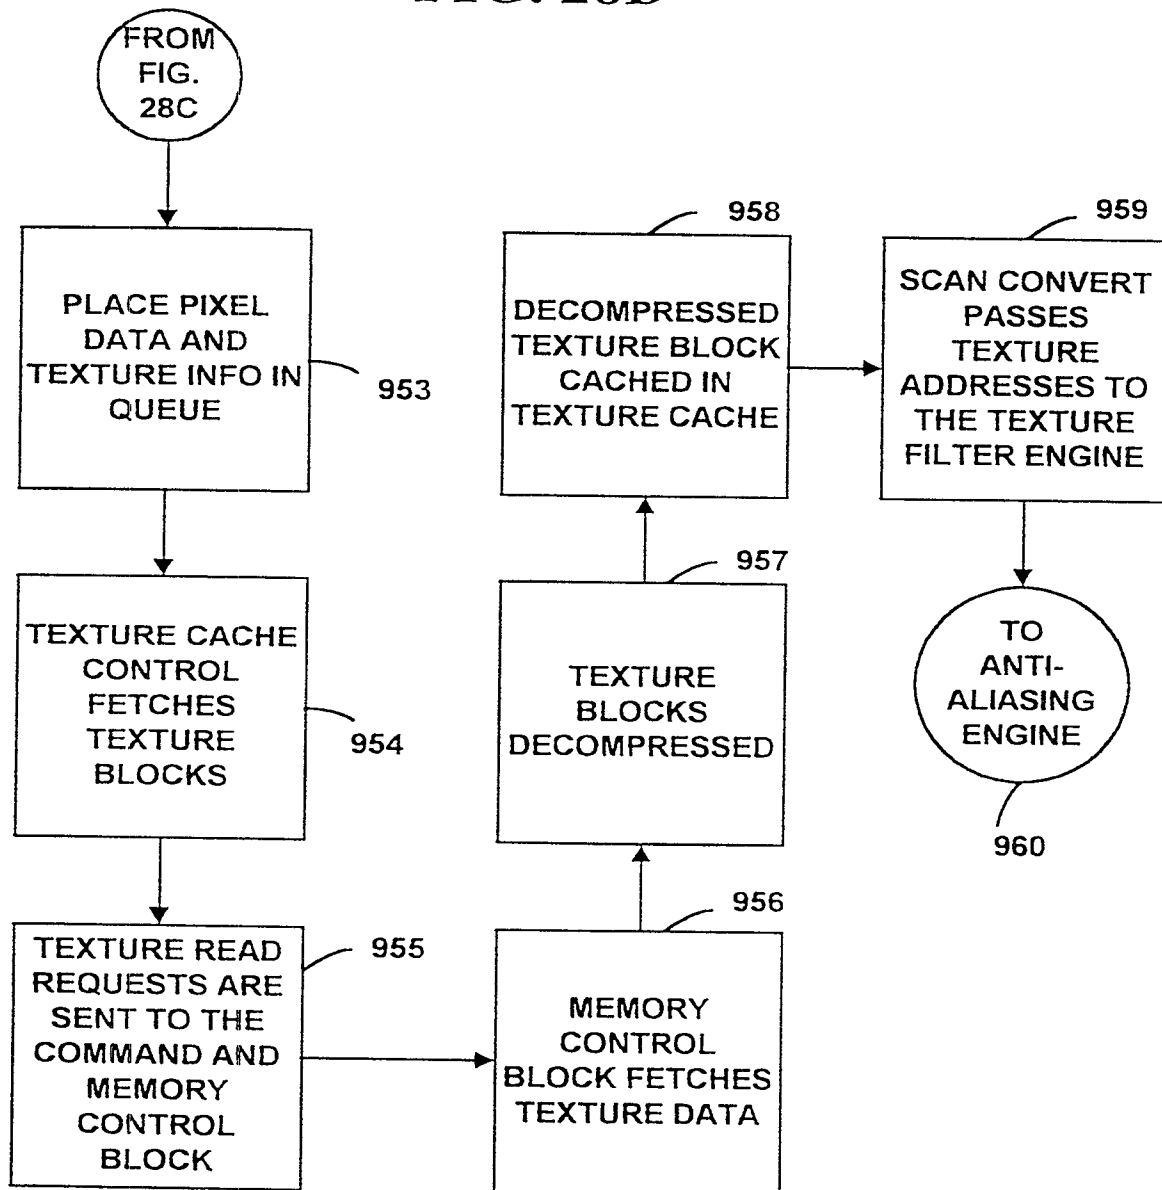 FROM
FIG.
28C
PLACE PIXEL
DATA AND
TEXTURE INFO IN
QUEUE
953
TEXTURE CACHE
CONTROL
FETCHES
TEXTURE
BLOCKS
954
TEXTURE READ
REQUESTS ARE
SENT TO THE
COMMAND AND
MEMORY
CONTROL
BLOCK
955
MEMORY
CONTROL
BLOCK FETCHES
TEXTURE DATA
956
TEXTURE
BLOCKS
DECOMPRESSED
957
DECOMPRESSED
TEXTURE BLOCK
CACHED IN
TEXTURE CACHE
958
SCAN CONVERT
PASSES
TEXTURE
ADDRESSES TO
THE TEXTURE
FILTER ENGINE
959
TO
ANTI-
ALIASING
ENGINE
960